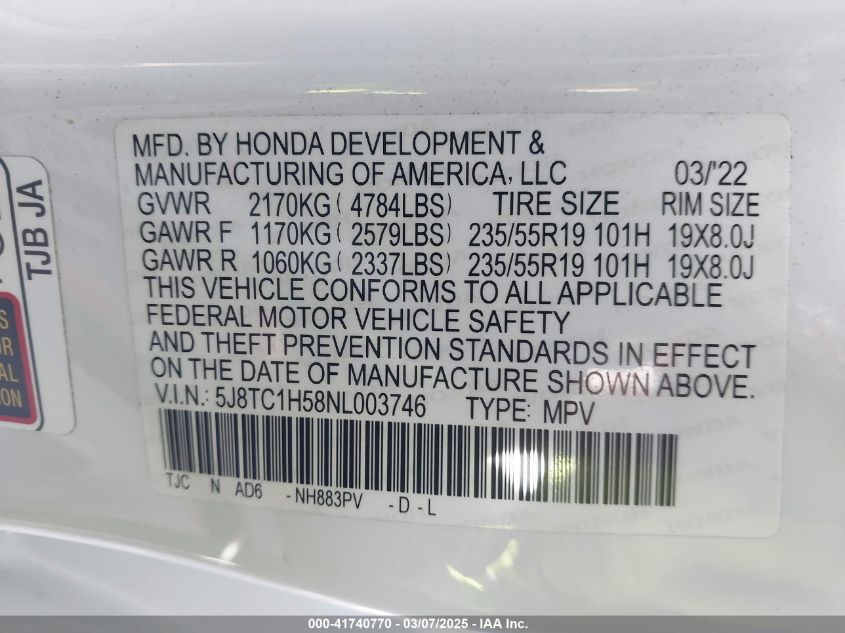 MFD. BY HONDA DEVELOPMENT &
MANUFACTURING OF AMERICA, LLC 03/'22
GVWR 2170KG( 4784LBS) TIRE SIZE RIM SIZE
GAWR F 1170KG( 2579LBS) 235/55R19 101H 19X8.0J
GAWR R 1060KG( 2337LBS) 235/55R19 101H 19X8.0J
THIS VEHICLE CONFORMS TO ALL APPLICABLE
FEDERAL MOTOR VEHICLE SAFETY
AND THEFT PREVENTION STANDARDS IN EFFECT
ON THE DATE OF MANUFACTURE SHOWN ABOVE.
V.I.N.: 5J8TC1H58NL003746 TYPE: MPV
TJC N AD6 -NH883PV -D-L
TJB JA
000-41740770 - 03/07/2025 - IAA Inc.